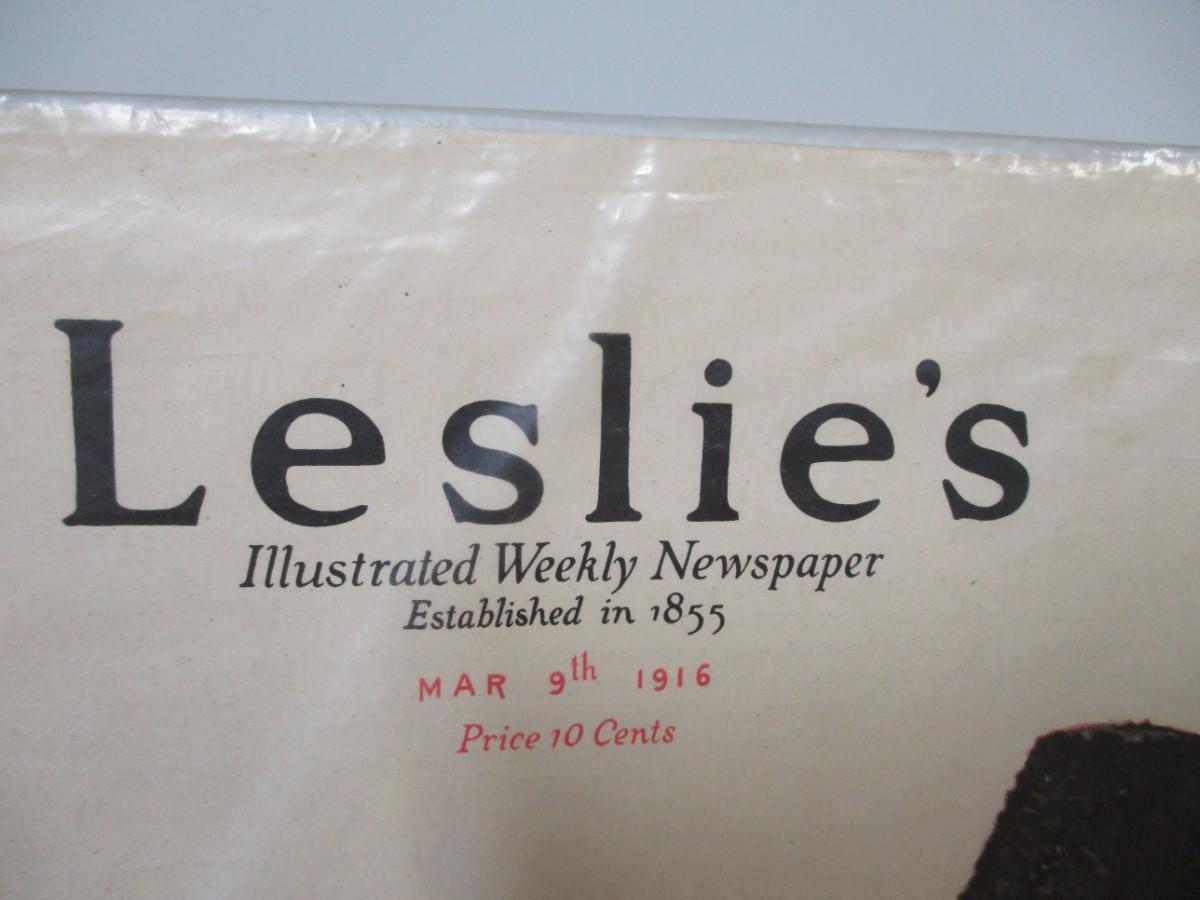 Leslie's
Illustrated Weekly Newspaper
Established in 1855
MAR 9th 1916
Price 10 Cents